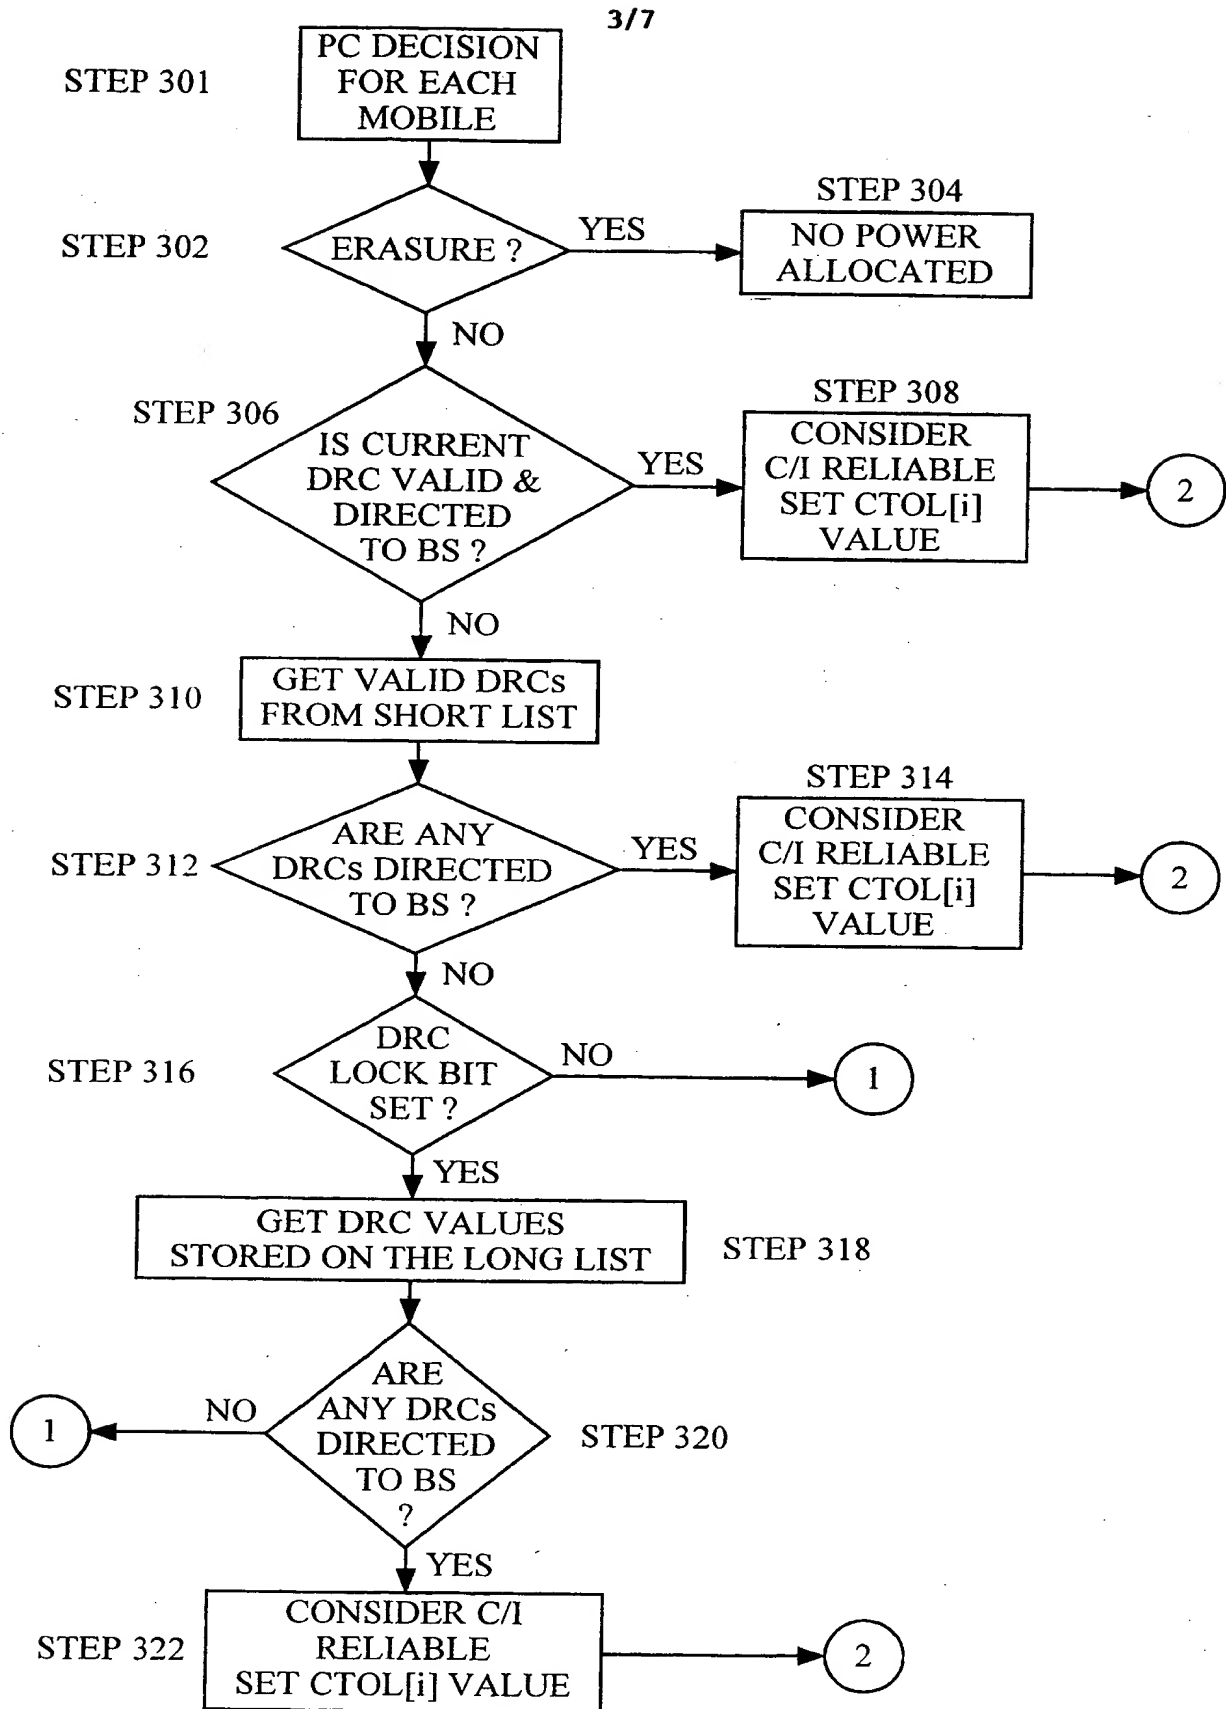 3/7
STEP 301
PC DECISION
FOR EACH
MOBILE
STEP 302
ERASURE ?
YES
STEP 304
NO POWER
ALLOCATED
NO
STEP 306
IS CURRENT
DRC VALID &
DIRECTED
TO BS ?
YES
STEP 308
CONSIDER
C/I RELIABLE
SET CTOL[i]
VALUE
2
NO
STEP 310
GET VALID DRCs
FROM SHORT LIST
STEP 312
ARE ANY
DRCs DIRECTED
TO BS ?
YES
STEP 314
CONSIDER
C/I RELIABLE
SET CTOL[i]
VALUE
2
NO
STEP 316
DRC
LOCK BIT
SET ?
NO
1
YES
GET DRC VALUES
STORED ON THE LONG LIST
STEP 318
1
NO
ARE
ANY DRCs
DIRECTED
TO BS
?
STEP 320
YES
STEP 322
CONSIDER C/I
RELIABLE
SET CTOL[i] VALUE
2